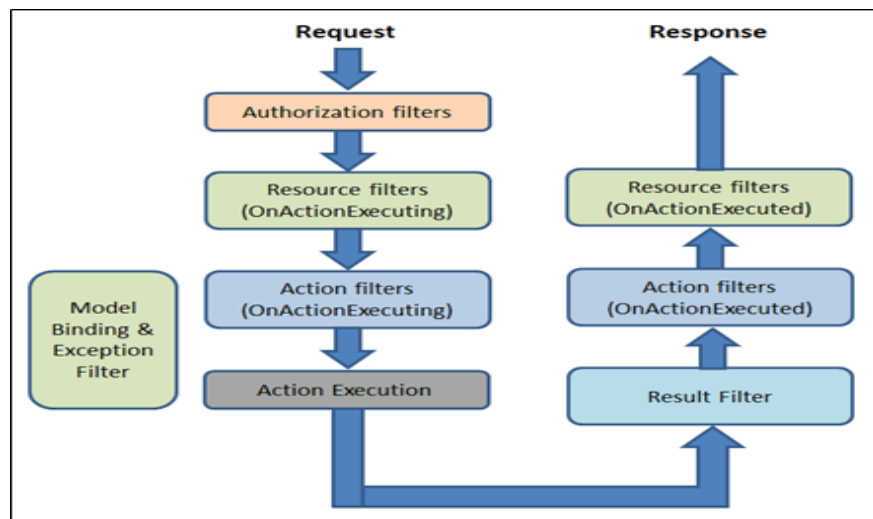 Request
Response
Authorization filters
Resource filters
(OnActionExecuting)
Resource filters
(OnActionExecuted)
Action filters
(OnActionExecuting)
Action filters
(OnActionExecuted)
Model
Binding &
Exception
Filter
Action Execution
Result Filter